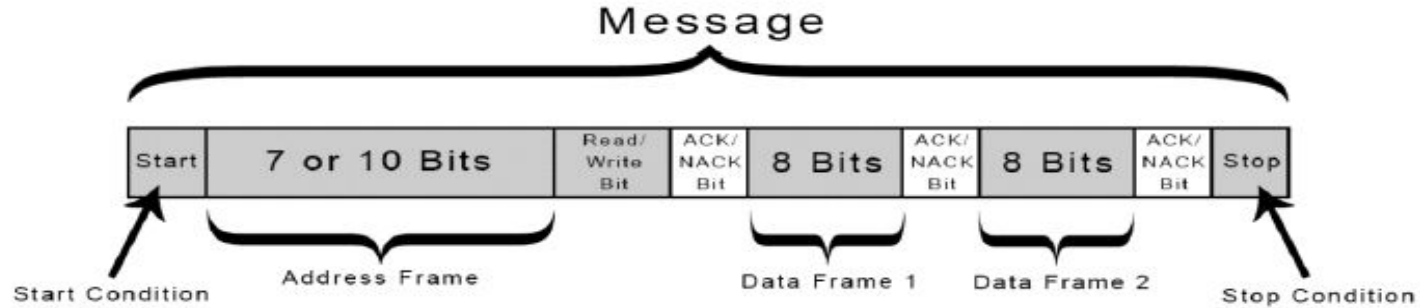 Message
Start
7 or 10 Bits
Read/
Write
Bit
ACK/
NACK
Bit
8 Bits
ACK/
NACK
Bit
8 Bits
ACK/
NACK
Bit
Stop
Start Condition
Address Frame
Data Frame 1
Data Frame 2
Stop Condition